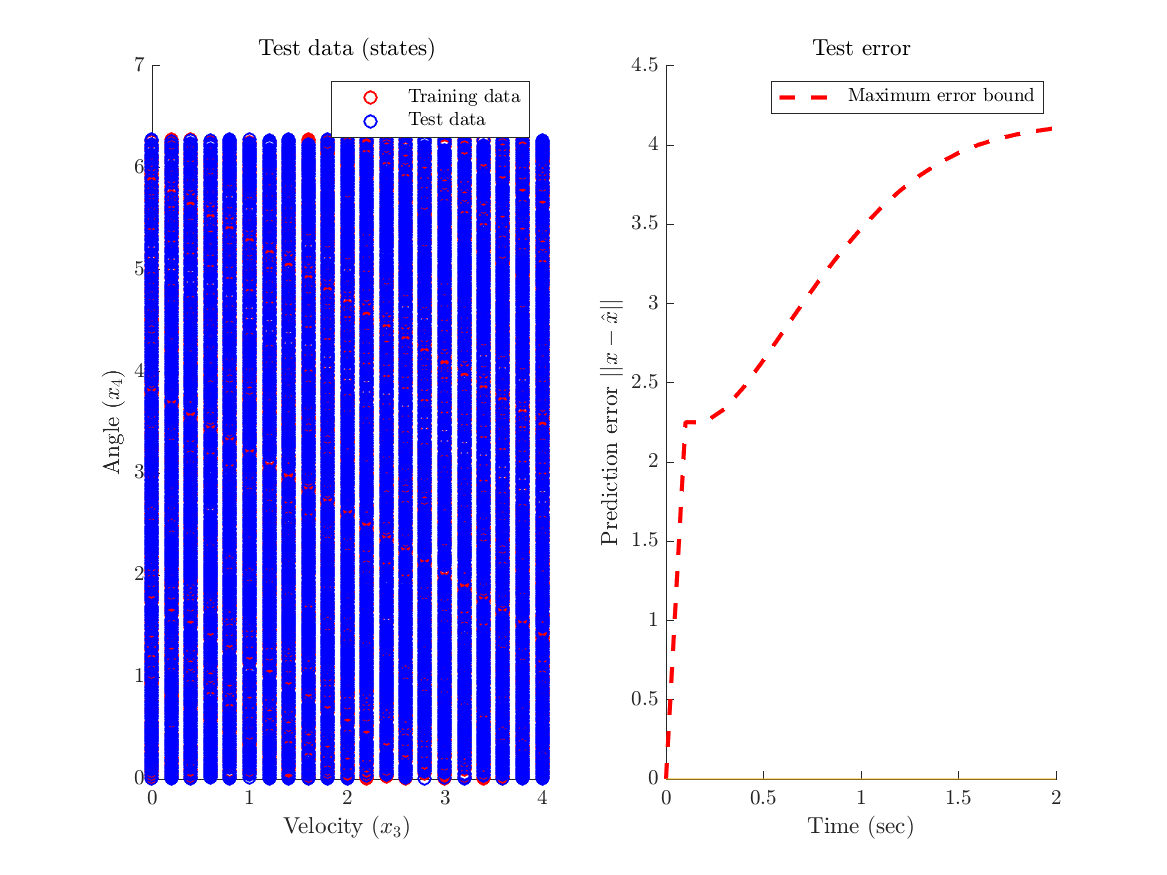 Test data (states)
Training data
Test data
7
6
5
4
3
2
1
0
Angle (x₄)
0 1 2 3 4
Velocity (x₃)
Test error
Maximum error bound
4.5
4
3.5
3
2.5
2
1.5
1
0.5
0
Prediction error ||x − x̂||
0 0.5 1 1.5 2
Time (sec)